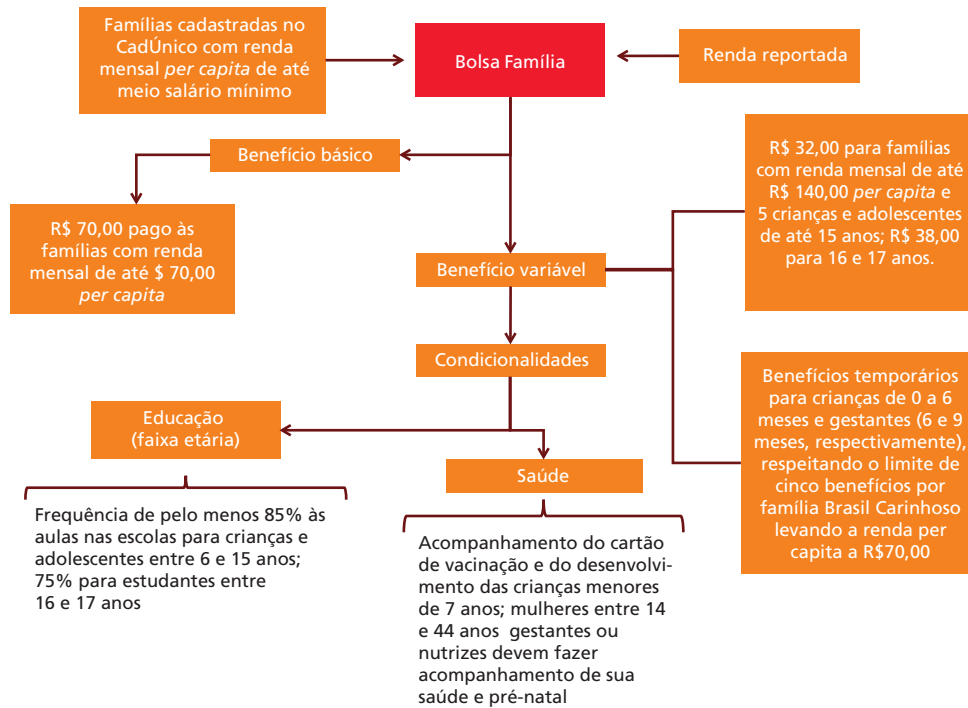 Famílias cadastradas no
CadÚnico com renda
mensal per capita de até
meio salário mínimo
Bolsa Família
Renda reportada
Benefício básico
R$ 70,00 pago às
famílias com renda
mensal de até $ 70,00
per capita
R$ 32,00 para famílias
com renda mensal de até
R$ 140,00 per capita e
5 crianças e adolescentes
de até 15 anos; R$ 38,00
para 16 e 17 anos.
Benefício variável
Condicionalidades
Benefícios temporários
para crianças de 0 a 6
meses e gestantes (6 e 9
meses, respectivamente),
respeitando o limite de
cinco benefícios por
família Brasil Carinhoso
levando a renda per
capita a R$70,00
Educação
(faixa etária)
Saúde
Frequência de pelo menos 85% às
aulas nas escolas para crianças e
adolescentes entre 6 e 15 anos;
75% para estudantes entre
16 e 17 anos
Acompanhamento do cartão
de vacinação e do desenvolvi-
mento das crianças menores
de 7 anos; mulheres entre 14
e 44 anos gestantes ou
nutrizes devem fazer
acompanhamento de sua
saúde e pré-natal